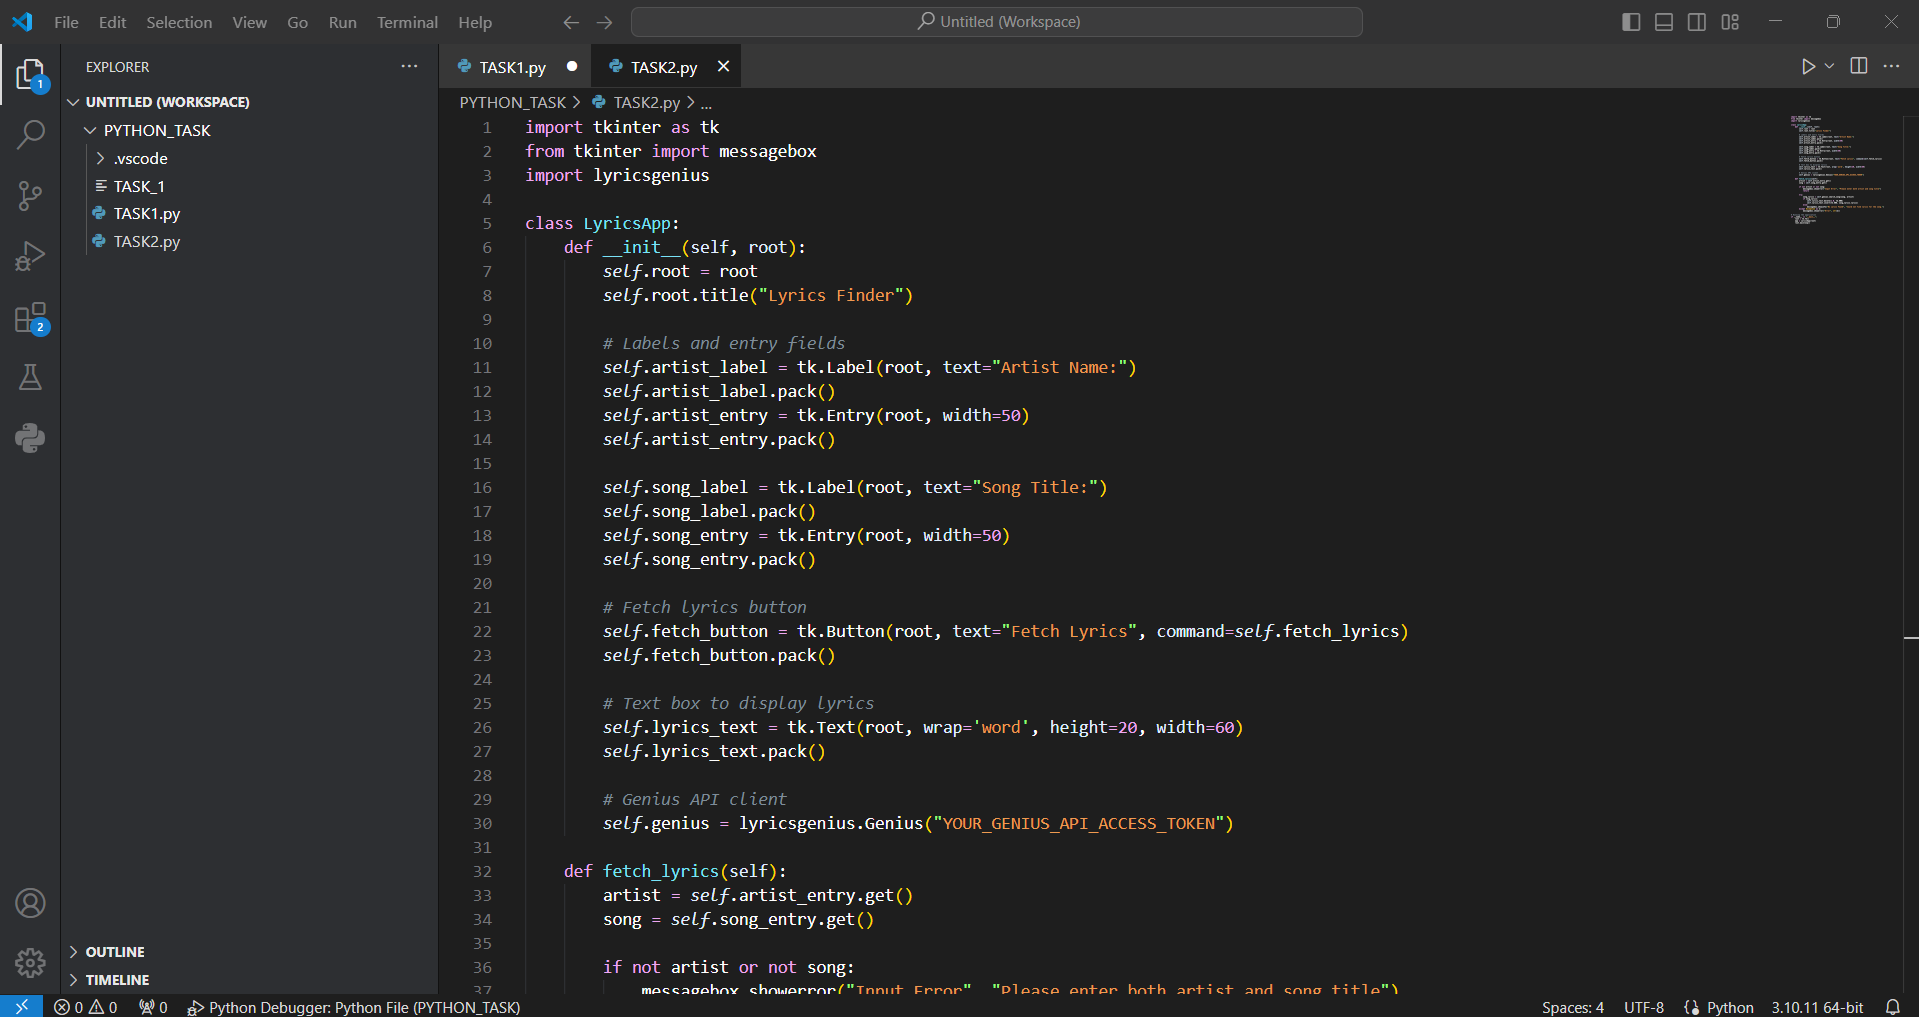 File Edit Selection View Go Run Terminal Help Untitled (Workspace)
EXPLORER
1
UNTITLED (WORKSPACE)
PYTHON_TASK
.vscode
TASK_1
TASK1.py
TASK2.py
2
OUTLINE
TIMELINE
TASK1.py TASK2.py
PYTHON_TASK > TASK2.py > ...
1 import tkinter as tk
2 from tkinter import messagebox
3 import lyricsgenius
4
5 class LyricsApp:
6 def __init__(self, root):
7 self.root = root
8 self.root.title("Lyrics Finder")
9
10 # Labels and entry fields
11 self.artist_label = tk.Label(root, text="Artist Name:")
12 self.artist_label.pack()
13 self.artist_entry = tk.Entry(root, width=50)
14 self.artist_entry.pack()
15
16 self.song_label = tk.Label(root, text="Song Title:")
17 self.song_label.pack()
18 self.song_entry = tk.Entry(root, width=50)
19 self.song_entry.pack()
20
21 # Fetch lyrics button
22 self.fetch_button = tk.Button(root, text="Fetch Lyrics", command=self.fetch_lyrics)
23 self.fetch_button.pack()
24
25 # Text box to display lyrics
26 self.lyrics_text = tk.Text(root, wrap='word', height=20, width=60)
27 self.lyrics_text.pack()
28
29 # Genius API client
30 self.genius = lyricsgenius.Genius("YOUR_GENIUS_API_ACCESS_TOKEN")
31
32 def fetch_lyrics(self):
33 artist = self.artist_entry.get()
34 song = self.song_entry.get()
35
36 if not artist or not song:
37 messagebox.showerror("Input Error", "Please enter both artist and song title")
0 0 0 Python Debugger: Python File (PYTHON_TASK) Spaces: 4 UTF-8 Python 3.10.11 64-bit